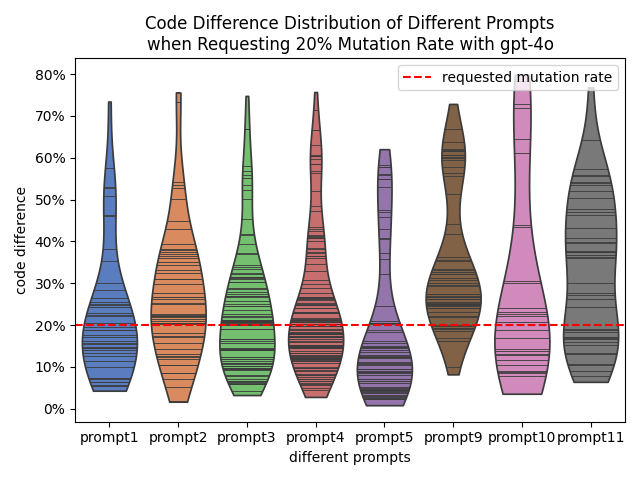 Code Difference Distribution of Different Prompts
when Requesting 20% Mutation Rate with gpt-4o
requested mutation rate
80%
70%
60%
50%
40%
30%
20%
10%
0%
code difference
prompt1 prompt2 prompt3 prompt4 prompt5 prompt9 prompt10 prompt11
different prompts